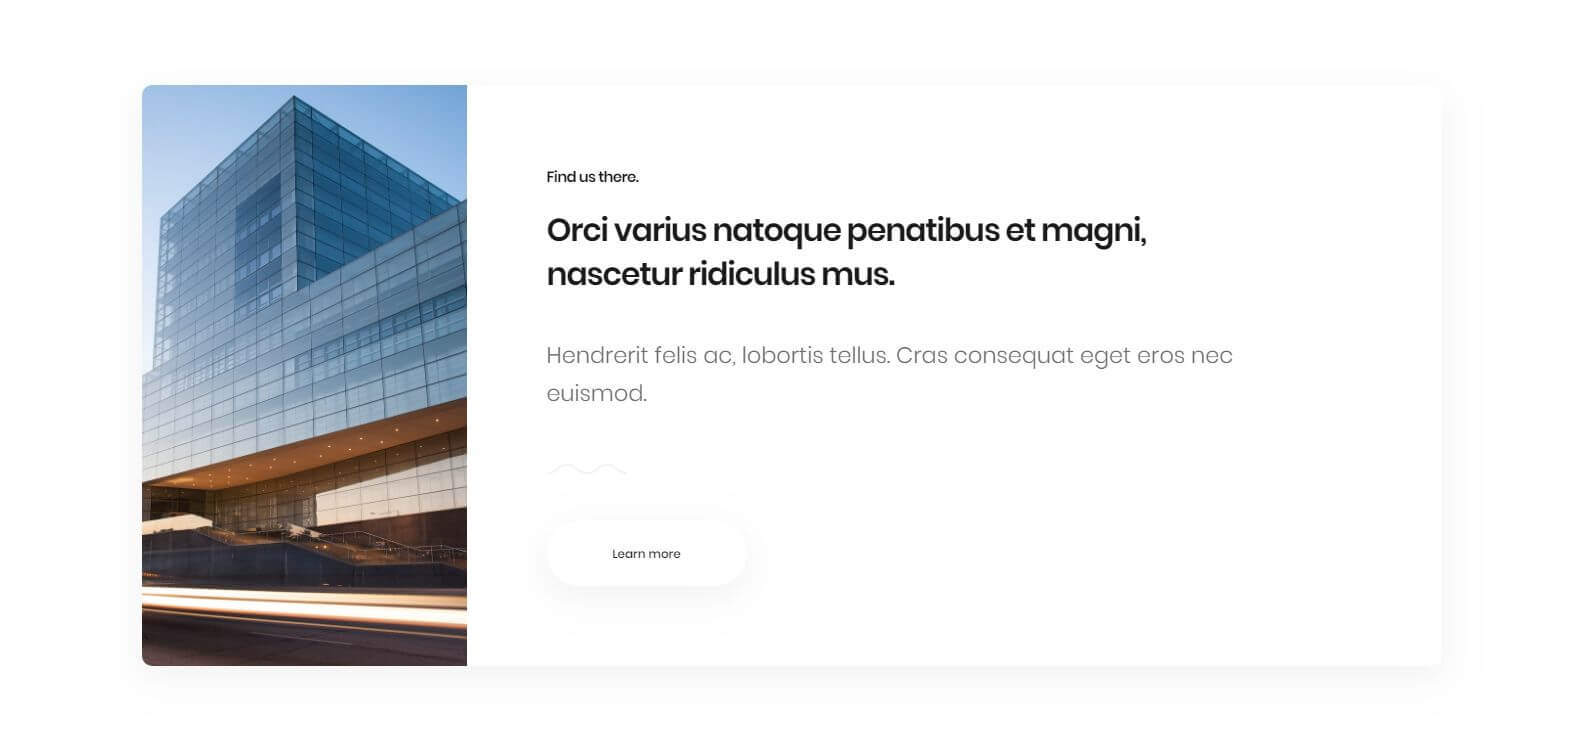 Find us there.
Orci varius natoque penatibus et magni,
nascetur ridiculus mus.
Hendrerit felis ac, lobortis tellus. Cras consequat eget eros nec
euismod.
Learn more